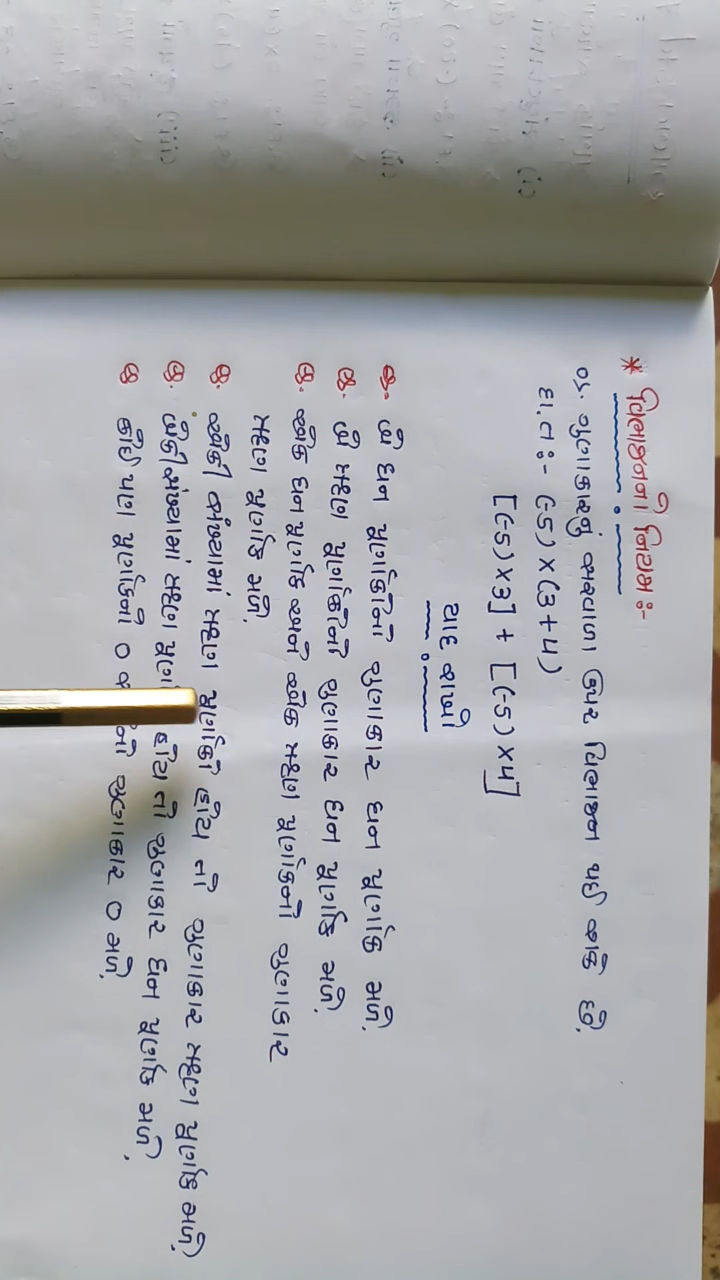 * વિભાજનનો નિયમ :-
ગુણાકારનું સરવાળા ઉપર વિભાજન થઈ શકે છે.
દા.ત :- (-5) × (3 + 4)
[(-5) × 3] + [(-5) × 4]
યાદ રાખો
બે ધન પૂર્ણાંકોનો ગુણાકાર ધન પૂર્ણાંક મળે.
બે ઋણ પૂર્ણાંકોનો ગુણાકાર ધન પૂર્ણાંક મળે.
એક ધન પૂર્ણાંક અને એક ઋણ પૂર્ણાંકનો ગુણાકાર
ઋણ પૂર્ણાંક મળે.
એકી સંખ્યામાં ઋણ પૂર્ણાંકો હોય તો ગુણાકાર ઋણ પૂર્ણાંક મળે.
બેકી સંખ્યામાં ઋણ હોય તો ગુણાકાર ધન પૂર્ણાંક મળે.
કોઈ પણ પૂર્ણાંકનો 0 ગુણાકાર 0 મળે.